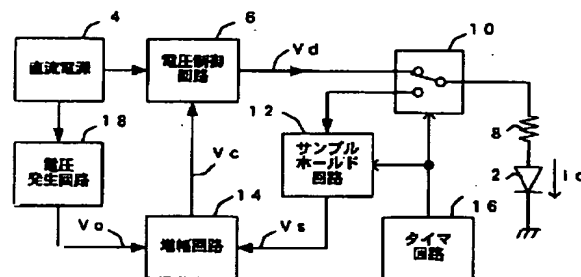 4
6
10
直流電源
電圧制御
回路
Vd
18
12
8
電圧
発生回路
Vc
サンプル
ホールド
回路
2
id
14
16
Vo
増幅回路
Vs
タイマ
回路